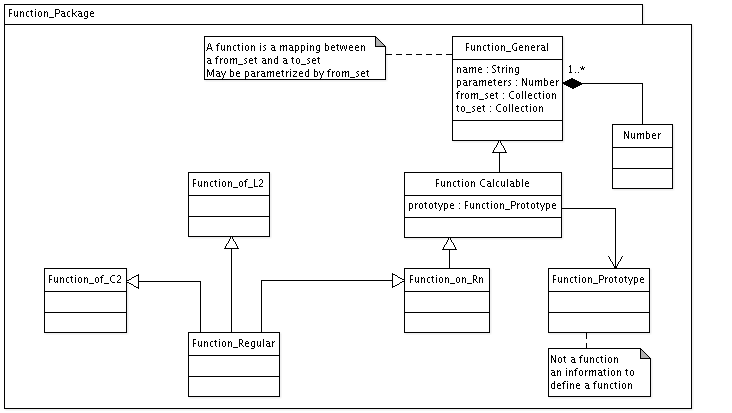 Function_Package
A function is a mapping between
a from_set and a to_set
May be parametrized by from_set
Function_General
name : String
parameters : Number
from_set : Collection
to_set : Collection
1..*
Number
Function_of_L2
Function Calculable
prototype : Function_Prototype
Function_of_C2
Function_on_Rn
Function_Prototype
Function_Regular
Not a function
an information to
define a function